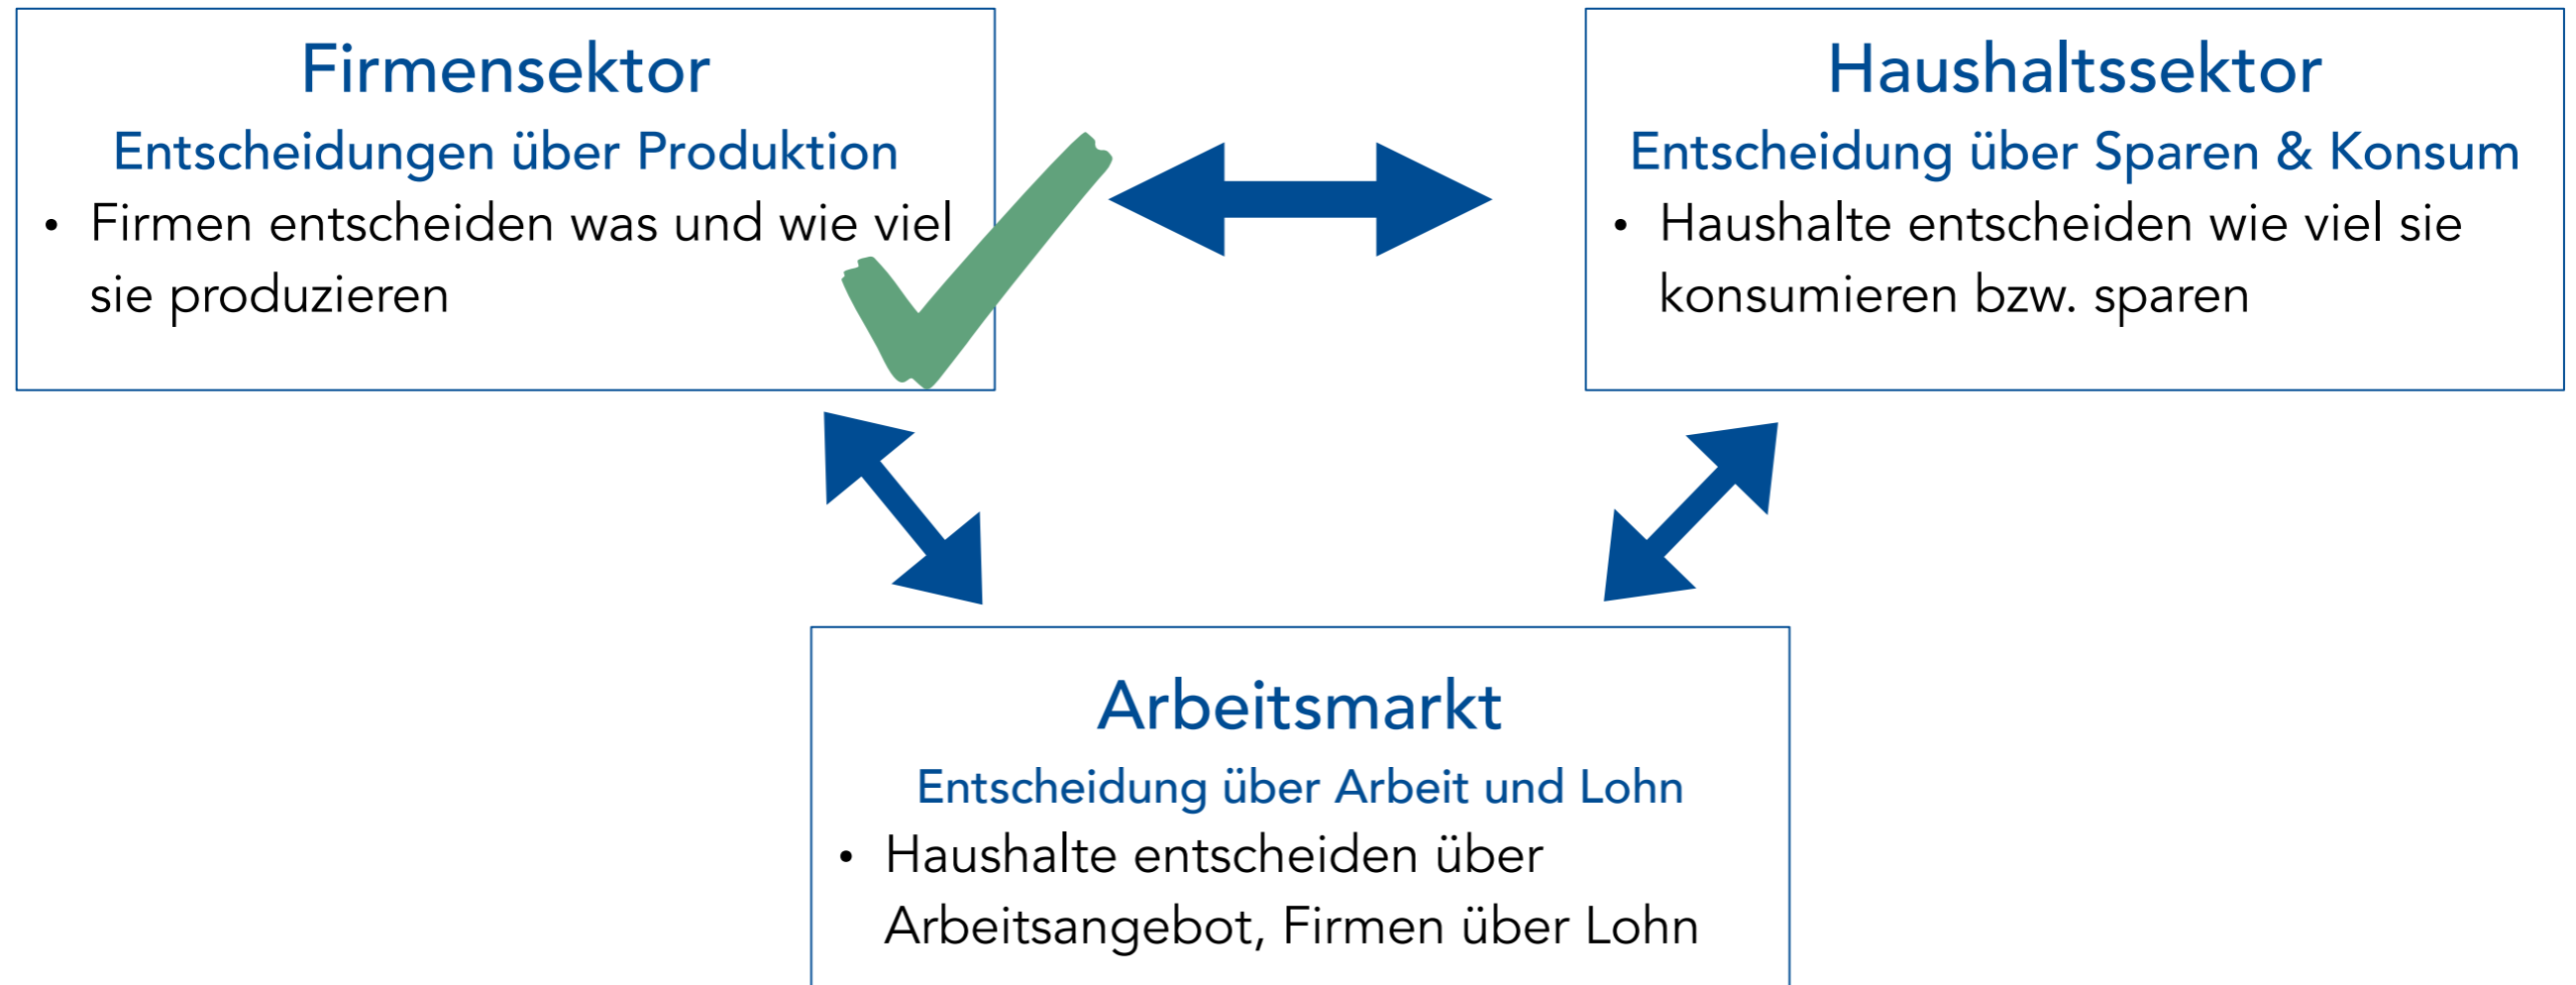 Firmensektor
Entscheidungen über Produktion
• Firmen entscheiden was und wie viel
sie produzieren
Haushaltssektor
Entscheidung über Sparen & Konsum
• Haushalte entscheiden wie viel sie
konsumieren bzw. sparen
Arbeitsmarkt
Entscheidung über Arbeit und Lohn
• Haushalte entscheiden über
Arbeitsangebot, Firmen über Lohn